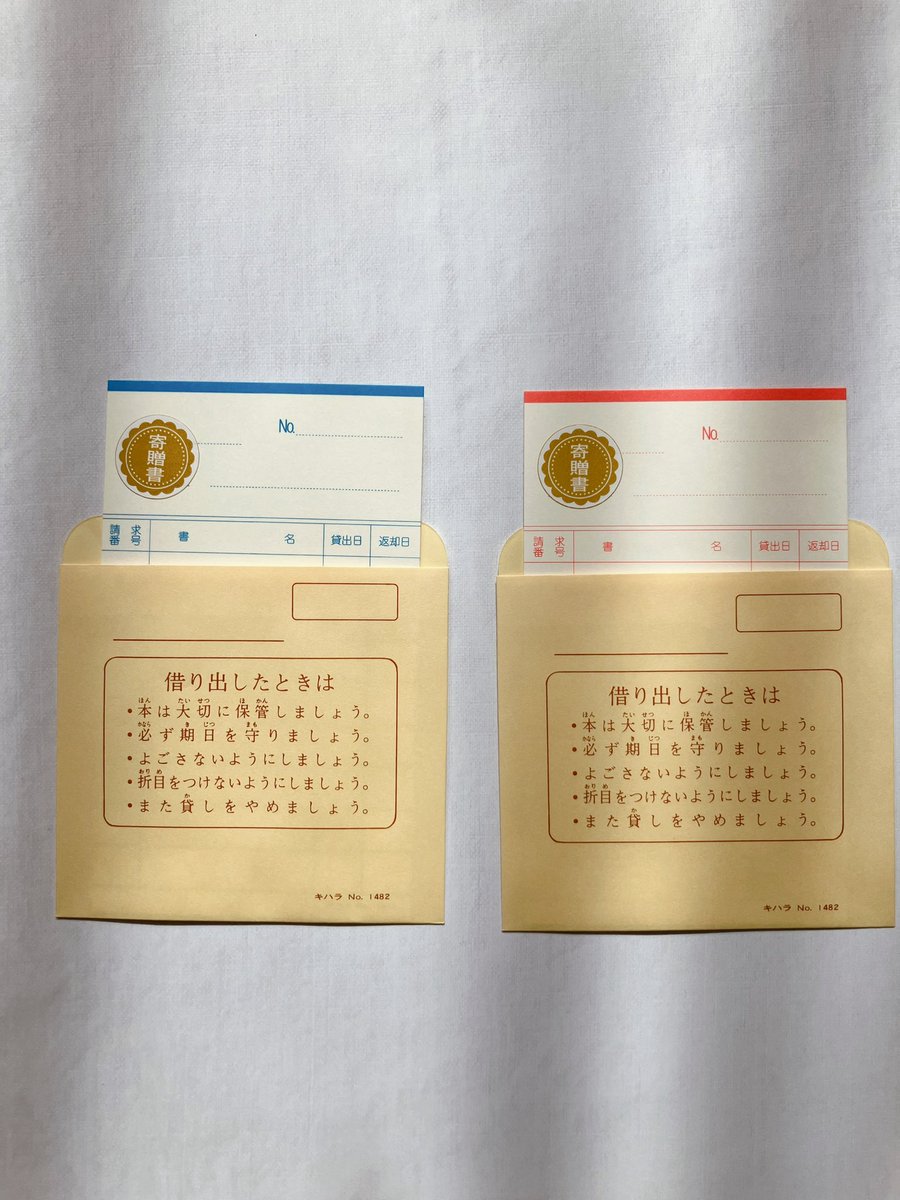 No.
寄贈書
請求番号 書名 貸出日 返却日
借り出したときは
・本は大切に保管しましょう。
・必ず期日を守りましょう。
・よごさないようにしましょう。
・折目をつけないようにしましょう。
・また貸しをやめましょう。
キハラ No. 1482
No.
寄贈書
請求番号 書名 貸出日 返却日
借り出したときは
・本は大切に保管しましょう。
・必ず期日を守りましょう。
・よごさないようにしましょう。
・折目をつけないようにしましょう。
・また貸しをやめましょう。
キハラ No. 1482